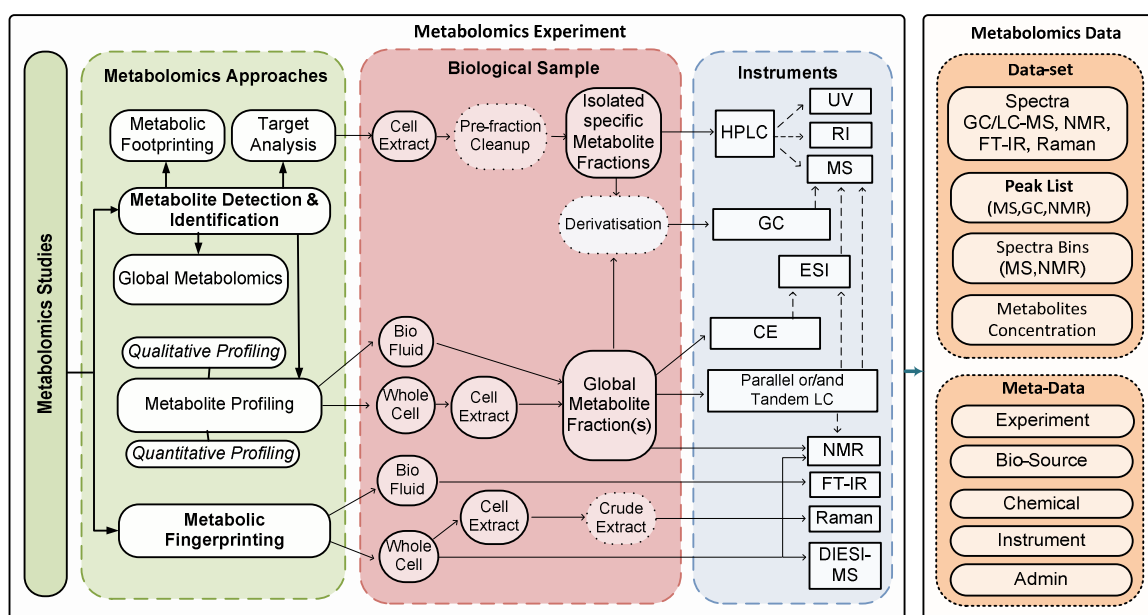 Metabolomics Experiment
Metabolomics Studies
Metabolomics Approaches
Metabolic
Footprinting
Target
Analysis
Metabolite Detection &
Identification
Global Metabolomics
Qualitative Profiling
Metabolite Profiling
Quantitative Profiling
Metabolic
Fingerprinting
Biological Sample
Cell
Extract
Pre-fraction
Cleanup
Isolated
specific
Metabolite
Fractions
Derivatisation
Bio
Fluid
Whole
Cell
Cell
Extract
Global
Metabolite
Fraction(s)
Bio
Fluid
Cell
Extract
Crude
Extract
Whole
Cell
Instruments
HPLC
UV
RI
MS
GC
ESI
CE
Parallel or/and
Tandem LC
NMR
FT-IR
Raman
DIESI-
MS
Metabolomics Data
Data-set
Spectra
GC/LC-MS, NMR,
FT-IR, Raman
Peak List
(MS,GC,NMR)
Spectra Bins
(MS,NMR)
Metabolites
Concentration
Meta-Data
Experiment
Bio-Source
Chemical
Instrument
Admin